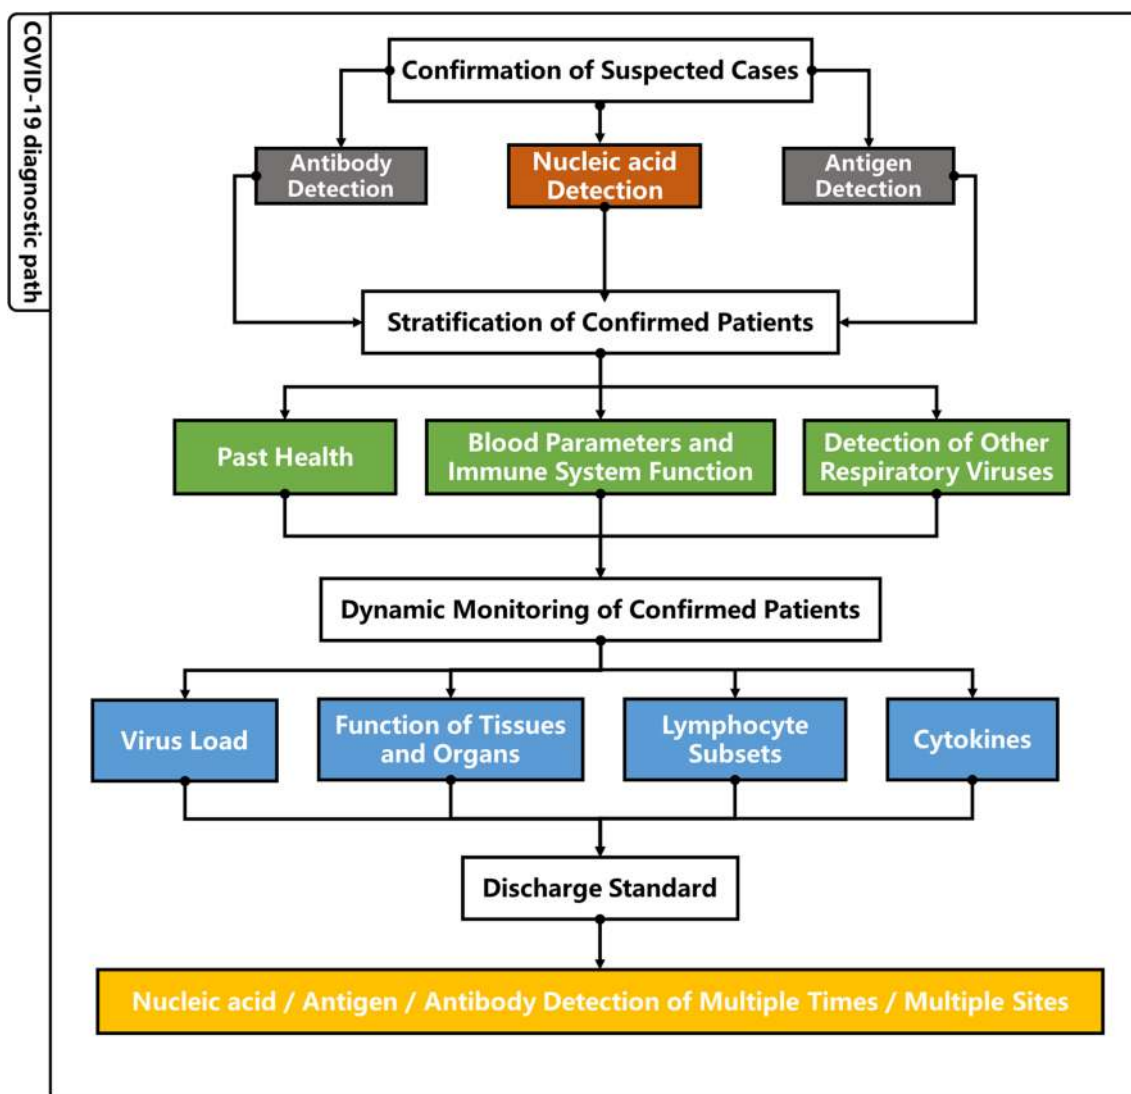 COVID-19 diagnostic path
Confirmation of Suspected Cases
Antibody
Detection
Nucleic acid
Detection
Antigen
Detection
Stratification of Confirmed Patients
Past Health
Blood Parameters and
Immune System Function
Detection of Other
Respiratory Viruses
Dynamic Monitoring of Confirmed Patients
Virus Load
Function of Tissues
and Organs
Lymphocyte
Subsets
Cytokines
Discharge Standard
Nucleic acid / Antigen / Antibody Detection of Multiple Times / Multiple Sites